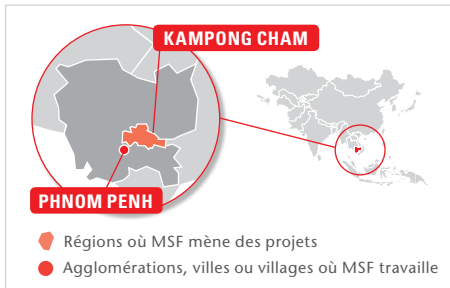 KAMPONG CHAM
PHNOM PENH
Régions où MSF mène des projets
Agglomérations, villes ou villages où MSF travaille